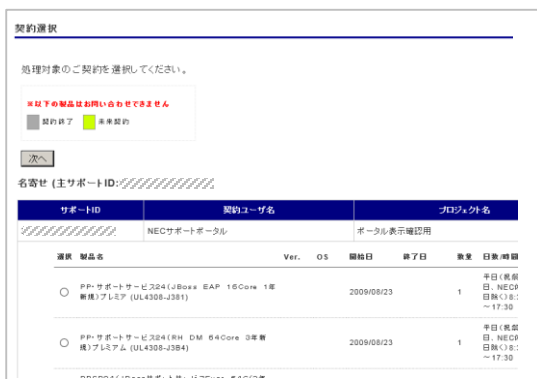 契約選択
処理対象のご契約を選択してください。
※以下の製品はお問い合わせできません
契約終了 未来契約
次へ
名寄せ (主サポートID:
サポートID 契約ユーザ名 プロジェクト名
NECサポートポータル ポータル表示確認用
選択 製品名 Ver. OS 開始日 終了日 数量 日数/時間
PP・サポートサービス24(JBoss EAP 16Core 1年
新規)プレミア (UL4308-J381)
2009/08/23 1
平日(祝祭
日、NEC
日除く)8:
～17:30
PP・サポートサービス24(RH DM 64Core 3年新
規)プレミアム (UL4308-J3B4)
2009/08/23 1
平日(祝祭
日、NEC
日除く)8:
～17:30